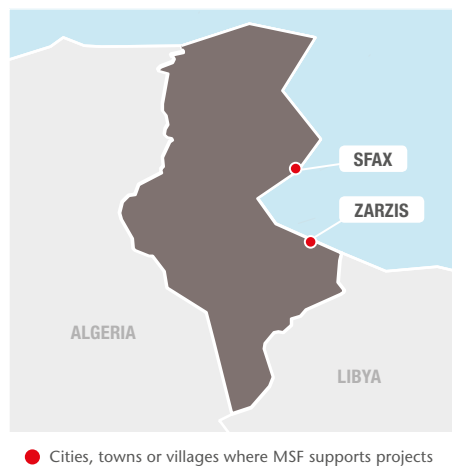 SFAX
ZARZIS
ALGERIA
LIBYA
Cities, towns or villages where MSF supports projects